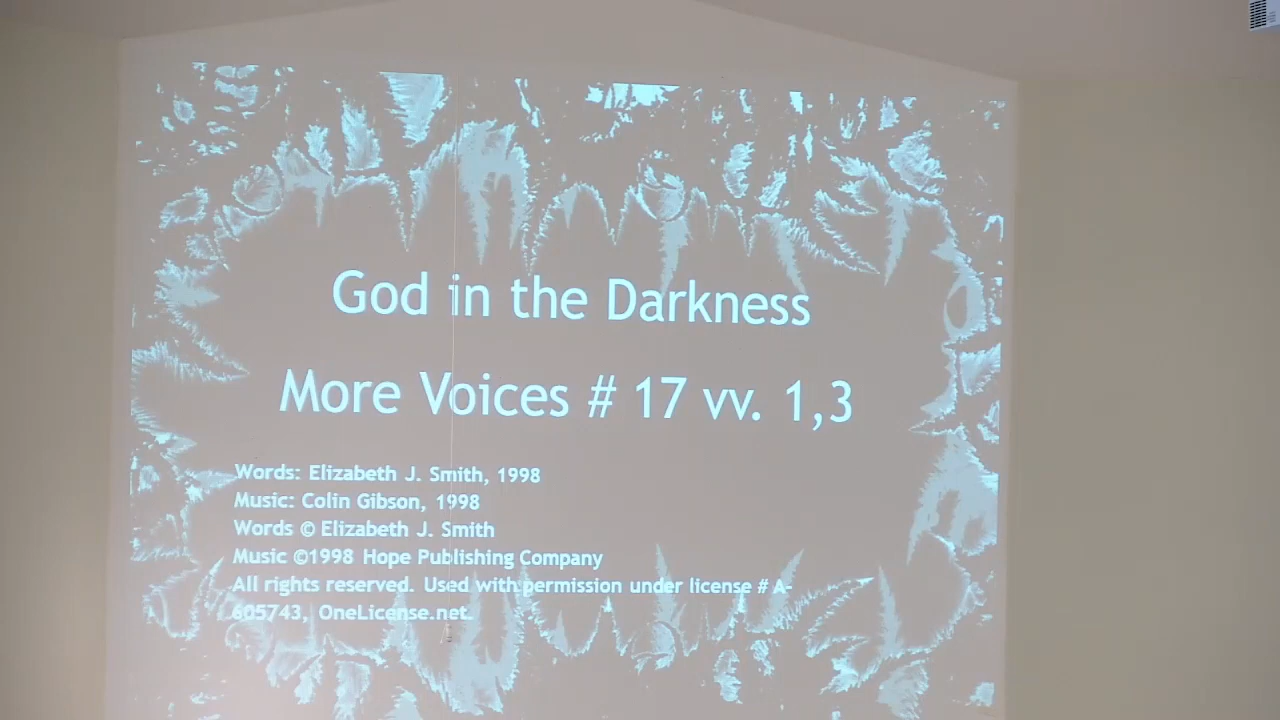 God in the Darkness
More Voices # 17 vv. 1,3
Words: Elizabeth J. Smith, 1998
Music: Colin Gibson, 1998
Words © Elizabeth J. Smith
Music ©1998 Hope Publishing Company
All rights reserved. Used with permission under license # A-
605743, OneLicense.net.